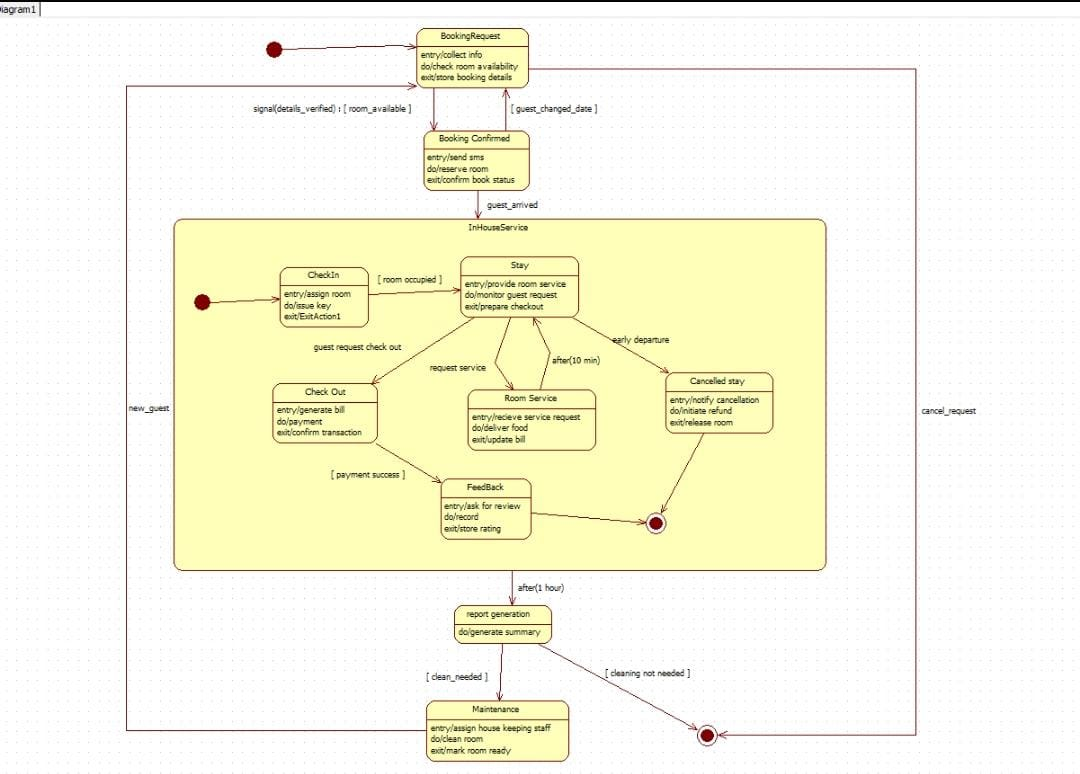 BookingRequest
entry/collect info
do/check room availability
exit/store booking details
signal(details_verified) : [ room_available ]
[ guest_changed_date ]
Booking Confirmed
entry/send sms
do/reserve room
exit/confirm book status
guest_arrived
InHouseService
CheckIn
entry/assign room
do/issue key
exit/ExitAction1
[ room occupied ]
Stay
entry/provide room service
do/monitor guest request
exit/prepare checkout
guest request check out
request service
after(10 min)
early departure
Check Out
entry/generate bill
do/payment
exit/confirm transaction
Room Service
entry/recieve service request
do/deliver food
exit/update bill
Cancelled stay
entry/notify cancellation
do/initiate refund
exit/release room
new_guest
cancel_request
[ payment success ]
FeedBack
entry/ask for review
do/record
exit/store rating
after(1 hour)
report generation
do/generate summary
[ clean_needed ]
[ cleaning not needed ]
Maintenance
entry/assign house keeping staff
do/clean room
exit/mark room ready